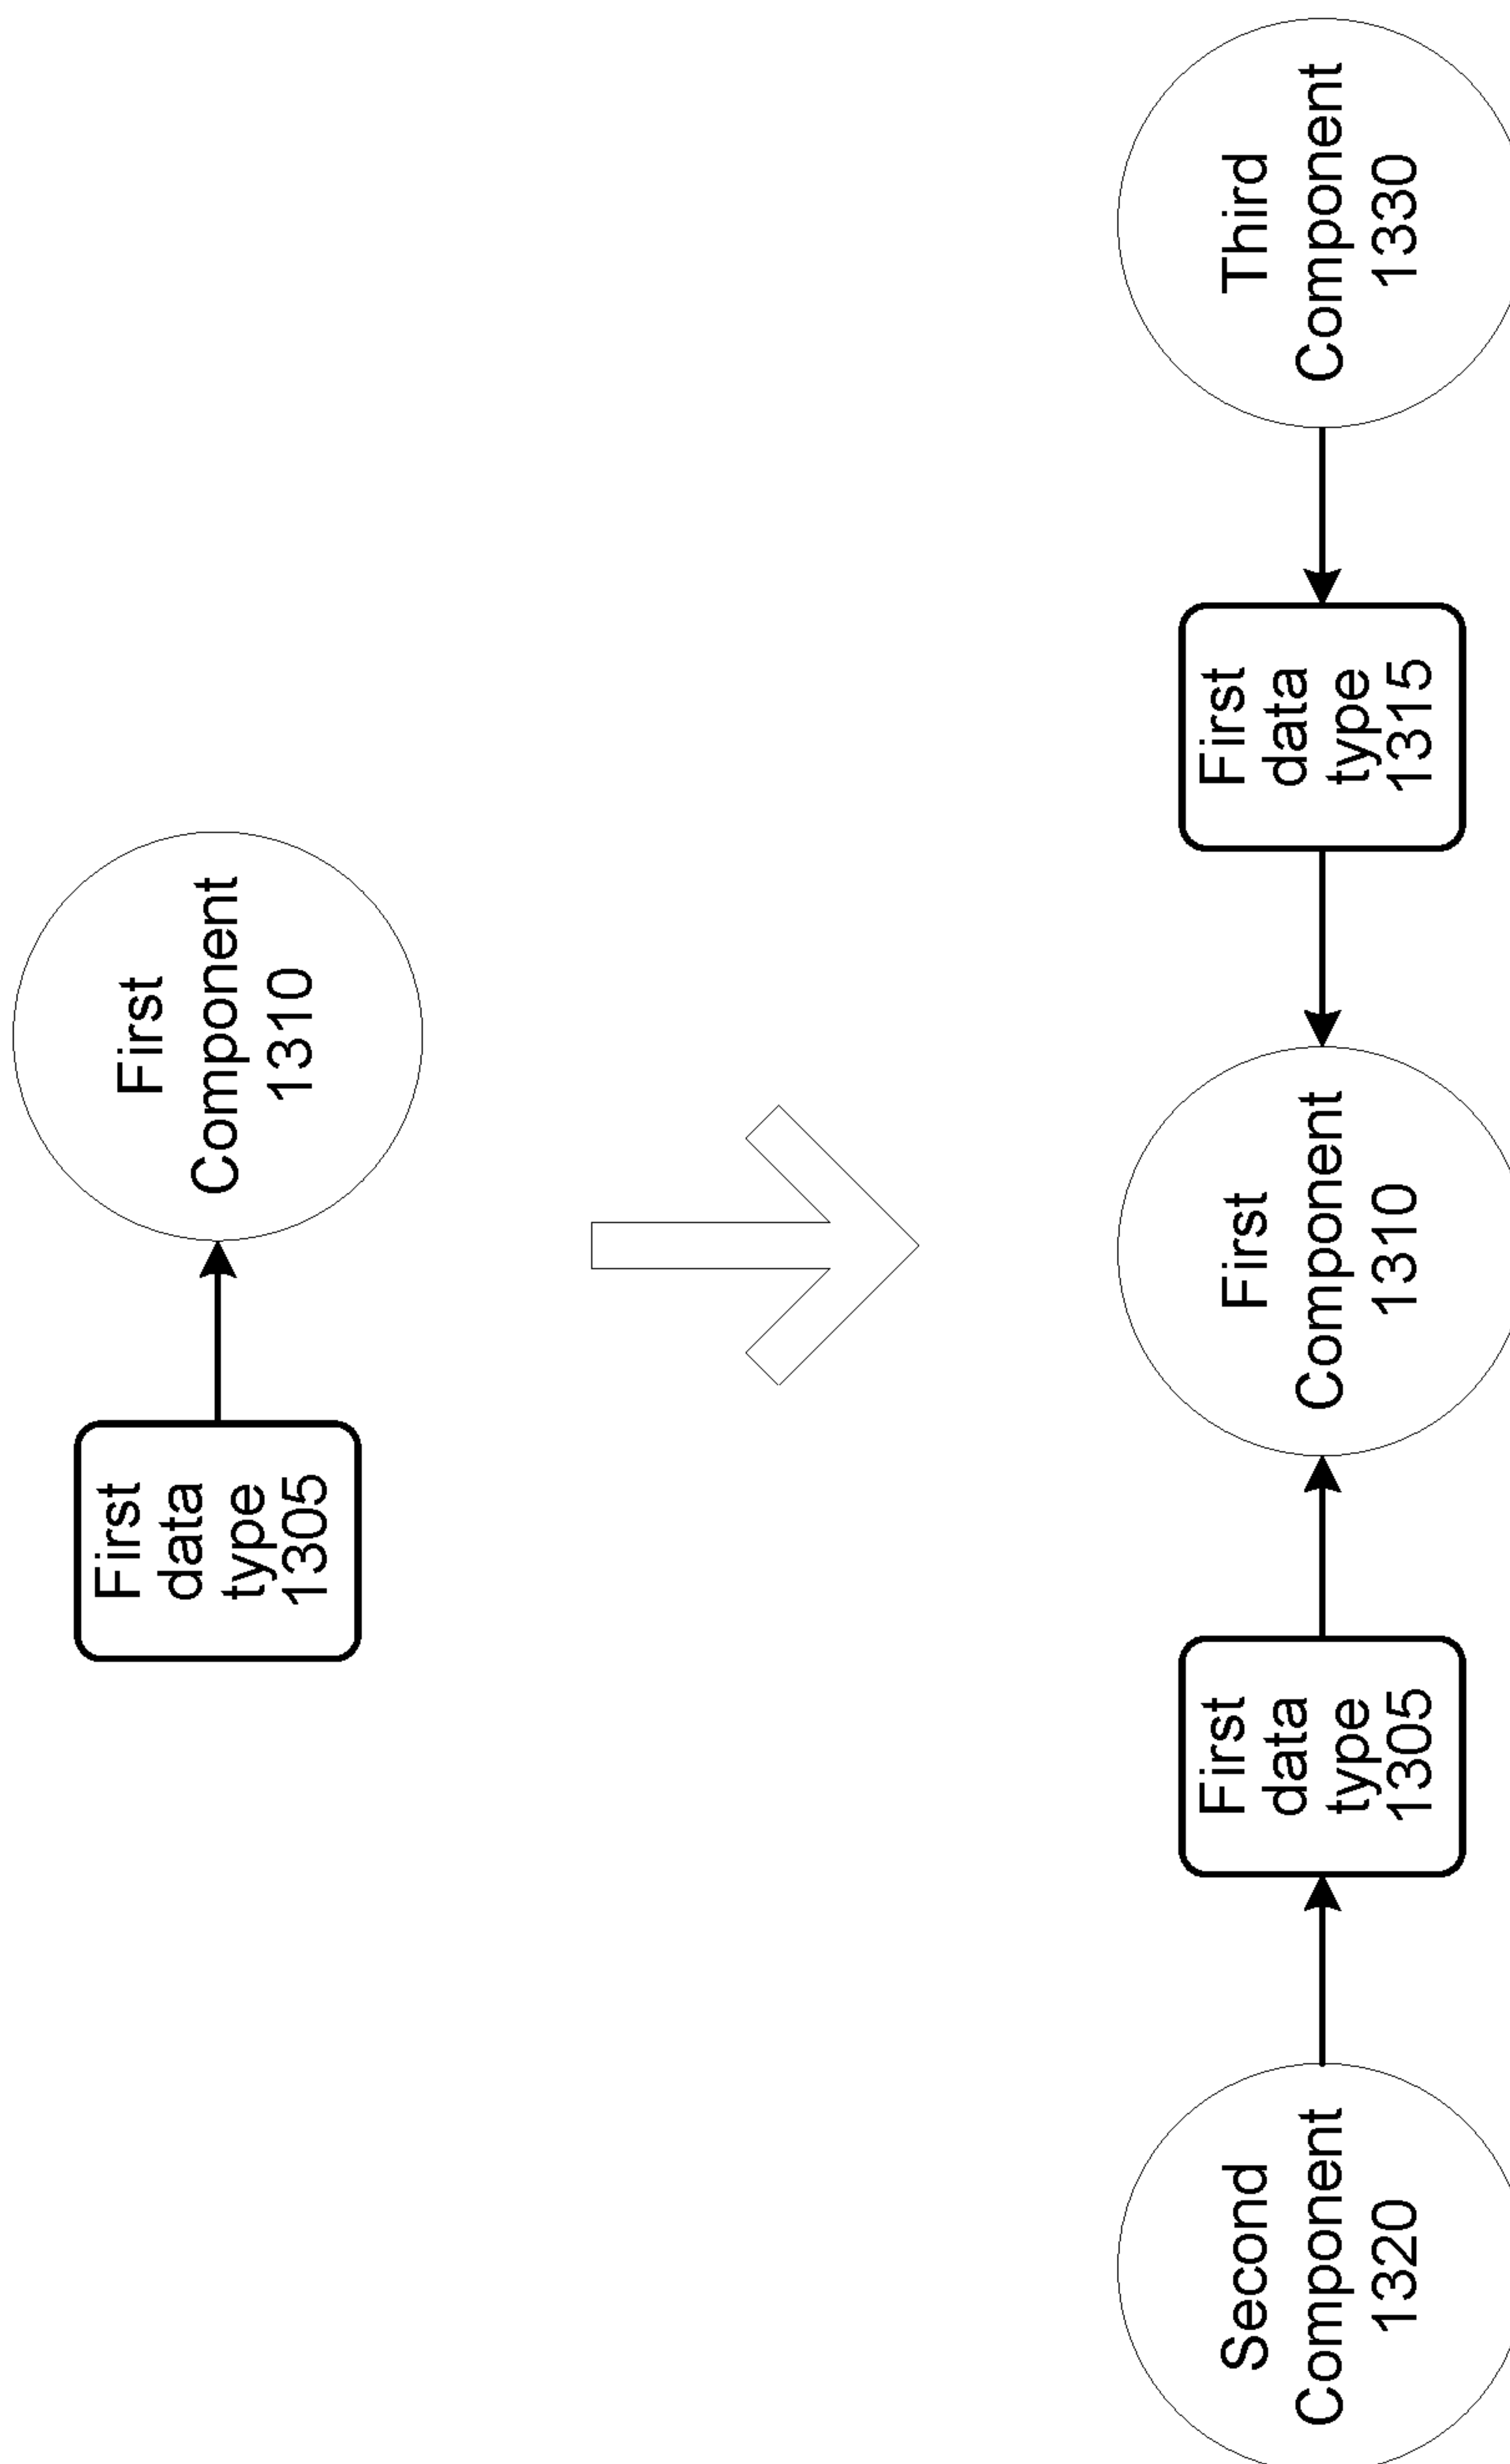 First
data
type
1305
First
Component
1310
Second
Component
1320
First
data
type
1305
First
Component
1310
First
data
type
1315
Third
Component
1330